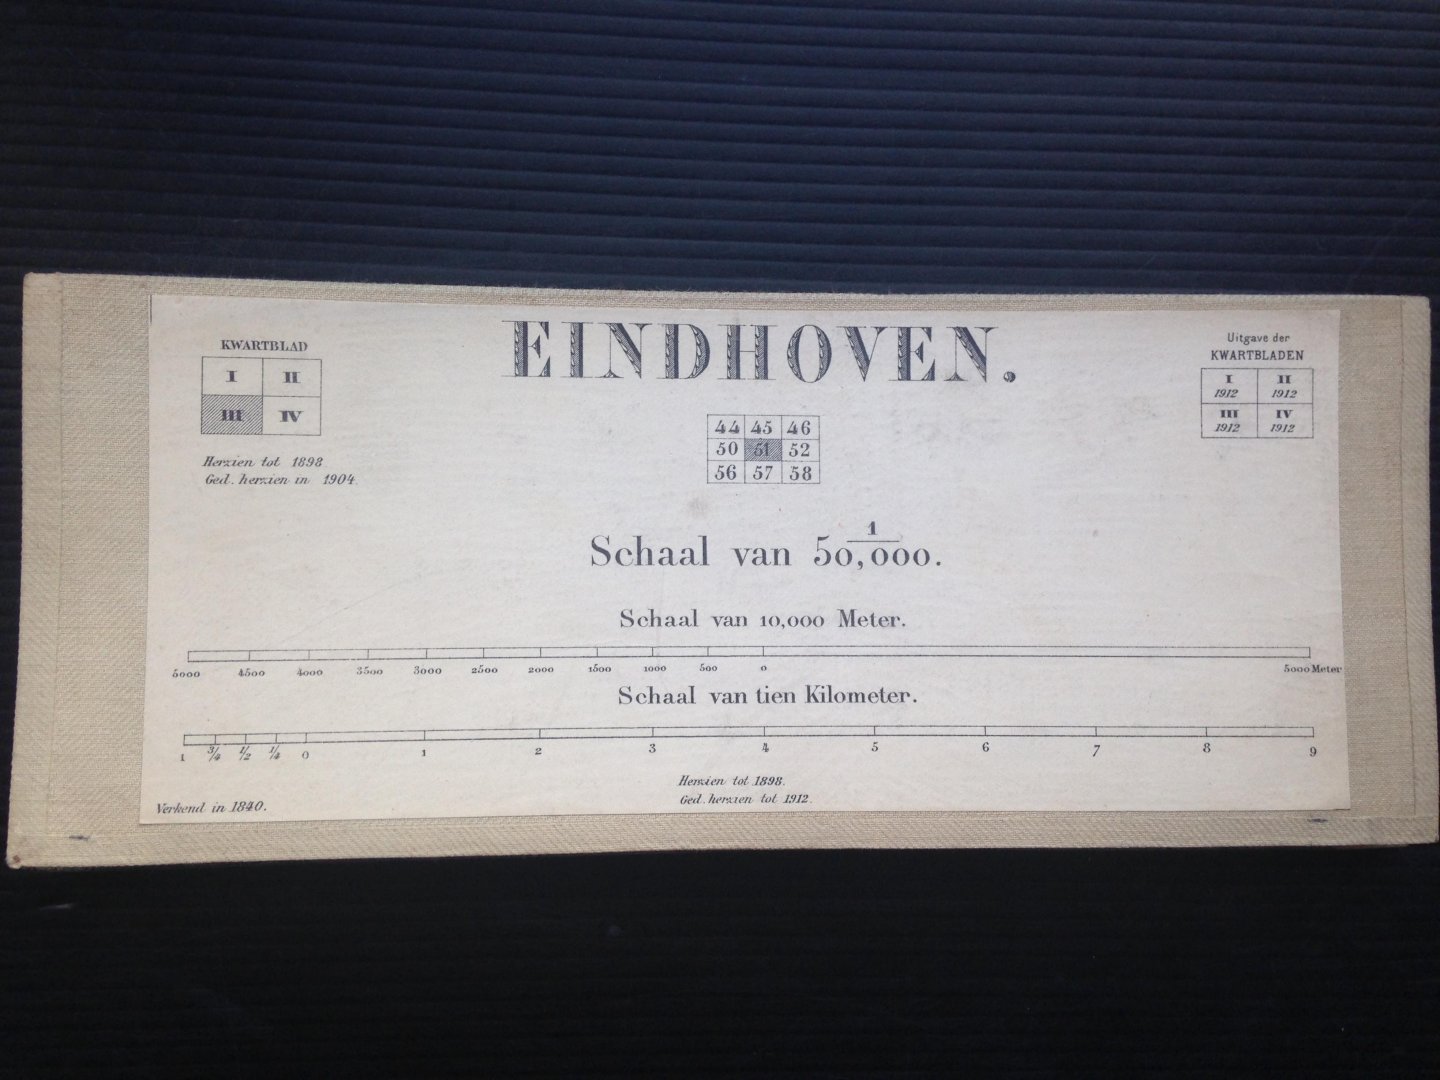 EINDHOVEN.
KWARTBLAD
I II
III IV
Herzien tot 1898
Ged. herzien in 1904.
44 45 46
50 51 52
56 57 58
Uitgave der
KWARTBLADEN
I II
1912 1912
III IV
1912 1912
Schaal van 1/50,000.
Schaal van 10,000 Meter.
5000 4500 4000 3500 3000 2500 2000 1500 1000 500 0 5000 Meter
Schaal van tien Kilometer.
1 3/4 1/2 1/4 0 1 2 3 4 5 6 7 8 9
Herzien tot 1898.
Ged. herzien tot 1912.
Verkend in 1840.